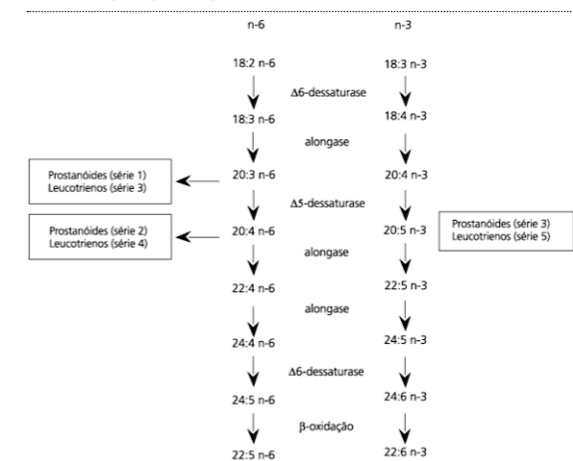 n-6 n-3
18:2 n-6 18:3 n-3
Δ6-dessaturase
18:3 n-6 18:4 n-3
alongase
Prostanóides (série 1)
Leucotrienos (série 3)
20:3 n-6 20:4 n-3
Δ5-dessaturase
Prostanóides (série 2)
Leucotrienos (série 4)
20:4 n-6 20:5 n-3
Prostanóides (série 3)
Leucotrienos (série 5)
alongase
22:4 n-6 22:5 n-3
alongase
24:4 n-6 24:5 n-3
Δ6-dessaturase
24:5 n-6 24:6 n-3
β-oxidação
22:5 n-6 22:6 n-3